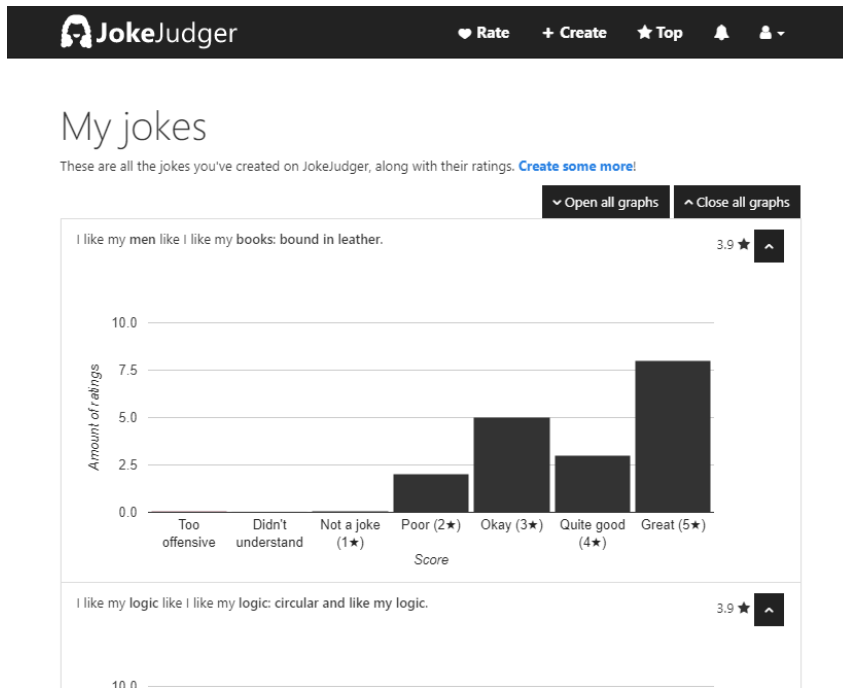 JokeJudger
Rate
+ Create
Top
My jokes
These are all the jokes you've created on JokeJudger, along with their ratings. Create some more!
Open all graphs
Close all graphs
I like my men like I like my books: bound in leather.
3.9 ★
10.0
7.5
5.0
2.5
0.0
Amount of ratings
Too
offensive
Didn't
understand
Not a joke
(1★)
Poor (2★)
Okay (3★)
Quite good
(4★)
Great (5★)
Score
I like my logic like I like my logic: circular and like my logic.
3.9 ★
10.0